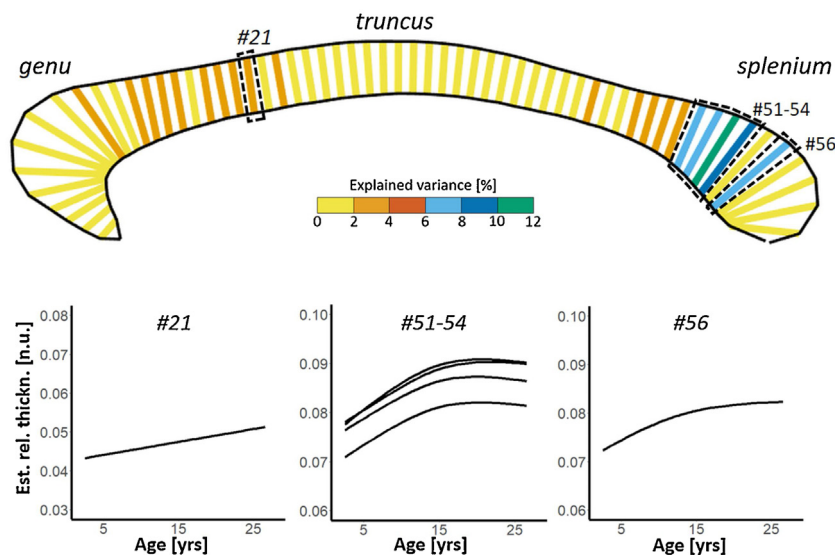 truncus
#21
genu
splenium
#51-54
#56
Explained variance [%]
0 2 4 6 8 10 12
#21
#51-54
#56
Est. rel. thickn. [n.u.]
0.08
0.07
0.06
0.05
0.04
0.03
0.10
0.09
0.08
0.07
0.06
0.10
0.09
0.08
0.07
0.06
5 15 25
5 15 25
5 15 25
Age [yrs]
Age [yrs]
Age [yrs]